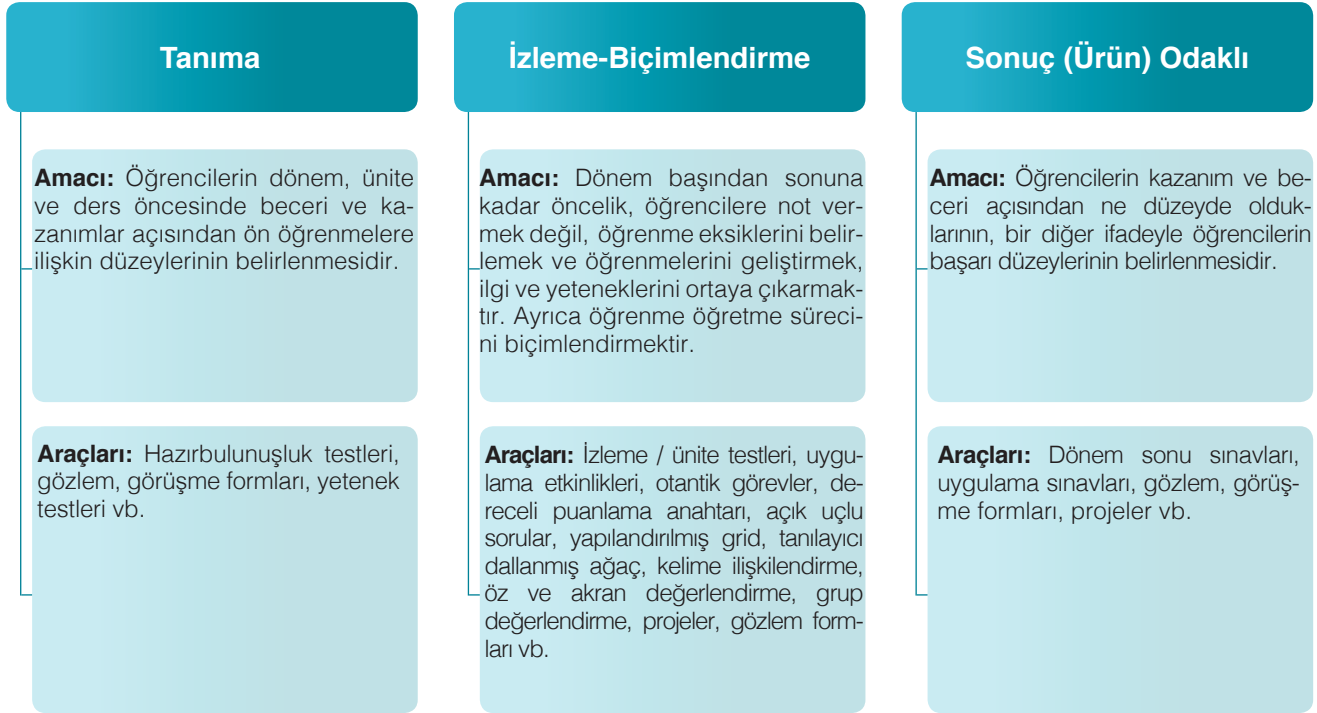 Tanıma
Amacı: Öğrencilerin dönem, ünite
ve ders öncesinde beceri ve ka-
zanımlar açısından ön öğrenmelere
ilişkin düzeylerinin belirlenmesidir.
Araçları: Hazırbulunuşluk testleri,
gözlem, görüşme formları, yetenek
testleri vb.
İzleme-Biçimlendirme
Amacı: Dönem başından sonuna
kadar öncelik, öğrencilere not ver-
mek değil, öğrenme eksiklerini belir-
lemek ve öğrenmelerini geliştirmek,
ilgi ve yeteneklerini ortaya çıkarmak-
tır. Ayrıca öğrenme öğretme süreci-
ni biçimlendirmektir.
Araçları: İzleme / ünite testleri, uygu-
lama etkinlikleri, otantik görevler, de-
receli puanlama anahtarı, açık uçlu
sorular, yapılandırılmış grid, tanılayıcı
dallanmış ağaç, kelime ilişkilendirme,
öz ve akran değerlendirme, grup
değerlendirme, projeler, gözlem form-
ları vb.
Sonuç (Ürün) Odaklı
Amacı: Öğrencilerin kazanım ve be-
ceri açısından ne düzeyde olduk-
larının, bir diğer ifadeyle öğrencilerin
başarı düzeylerinin belirlenmesidir.
Araçları: Dönem sonu sınavları,
uygulama sınavları, gözlem, görüş-
me formları, projeler vb.